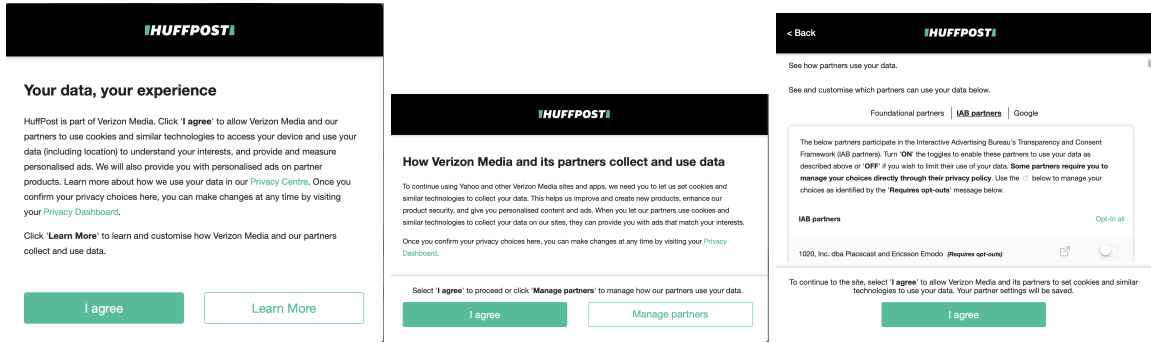 HUFFPOST
Your data, your experience
HuffPost is part of Verizon Media. Click 'I agree' to allow Verizon Media and our
partners to use cookies and similar technologies to access your device and use your
data (including location) to understand your interests, and provide and measure
personalised ads. We will also provide you with personalised ads on partner
products. Learn more about how we use your data in our Privacy Centre. Once you
confirm your privacy choices here, you can make changes at any time by visiting
your Privacy Dashboard.
Click 'Learn More' to learn and customise how Verizon Media and our partners
collect and use data.
I agree
Learn More
HUFFPOST
How Verizon Media and its partners collect and use data
To continue using Yahoo and other Verizon Media sites and apps, we need you to let us set cookies and
similar technologies to collect your data. This helps us improve and create new products, enhance our
product security, and give you personalised content and ads. When you let our partners use cookies and
similar technologies to collect your data on our sites, they can provide you with ads that match your interests.
Once you confirm your privacy choices here, you can make changes at any time by visiting your Privacy
Dashboard.
Select 'I agree' to proceed or click 'Manage partners' to manage how our partners use your data.
I agree
Manage partners
< Back
HUFFPOST
See how partners use your data.
See and customise which partners can use your data below.
Foundational partners
IAB partners
Google
The below partners participate in the Interactive Advertising Bureau's Transparency and Consent
Framework (IAB partners). Turn 'ON' the toggles to enable these partners to use your data as
described above or 'OFF' if you wish to limit their use of your data. Some partners require you to
manage your choices directly through their privacy policy. Use the below to manage your
choices as identified by the 'Requires opt-outs' message below.
IAB partners
Opt-In all
1020, Inc. dba Placecast and Ericsson Emodo (Requires opt-outs)
To continue to the site, select 'I agree' to allow Verizon Media and its partners to set cookies and similar
technologies to use your data. Your partner settings will be saved.
I agree